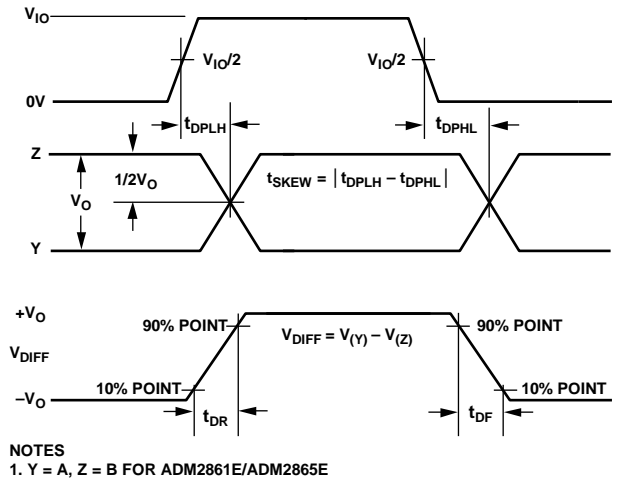 V_IO
V_IO/2
V_IO/2
0V
t_DPLH
t_DPHL
Z
1/2V_O
t_SKEW = |t_DPLH – t_DPHL|
V_O
Y
+V_O
90% POINT
V_DIFF = V_(Y) – V_(Z)
90% POINT
V_DIFF
10% POINT
10% POINT
–V_O
t_DR
t_DF
NOTES
1. Y = A, Z = B FOR ADM2861E/ADM2865E